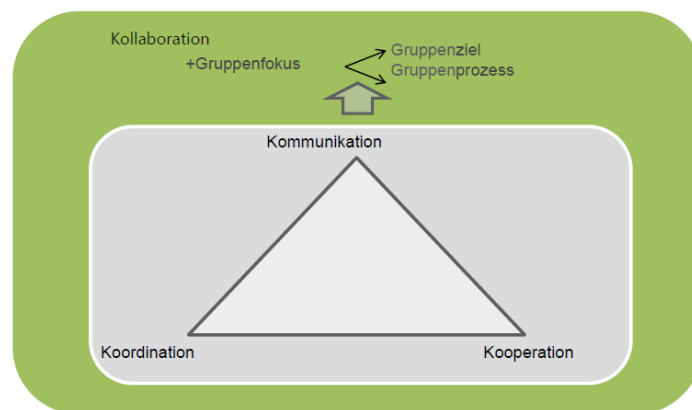 Kollaboration
+Gruppenfokus
Gruppenziel
Gruppenprozess
Kommunikation
Koordination
Kooperation